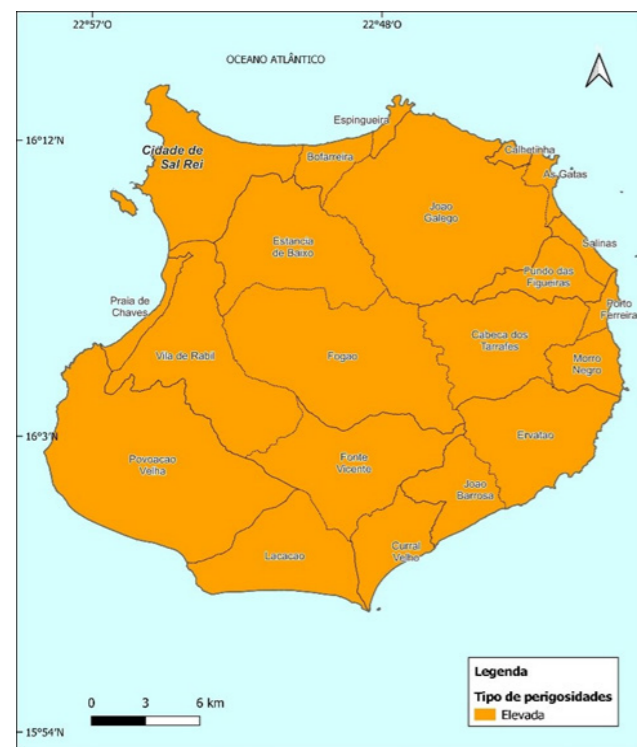 22°57'O
22°48'O
OCEANO ATLÂNTICO
Espingueira
16°12'N
Cidade de
Sal Rei
Bofarreira
Calhetinha
As Gatas
Joao
Galego
Estancia
de Baixo
Salinas
Pundo das
Figueiras
Praia de
Chaves
Porto
Ferreira
Cabeca dos
Tarrafes
Vila de Rabil
Fogao
Morro
Negro
16°3'N
Ervatao
Povoacao
Velha
Fonte
Vicente
Joao
Barrosa
Lacacao
Curral
Velho
Legenda
Tipo de perigosidades
Elevada
0 3 6 km
15°54'N